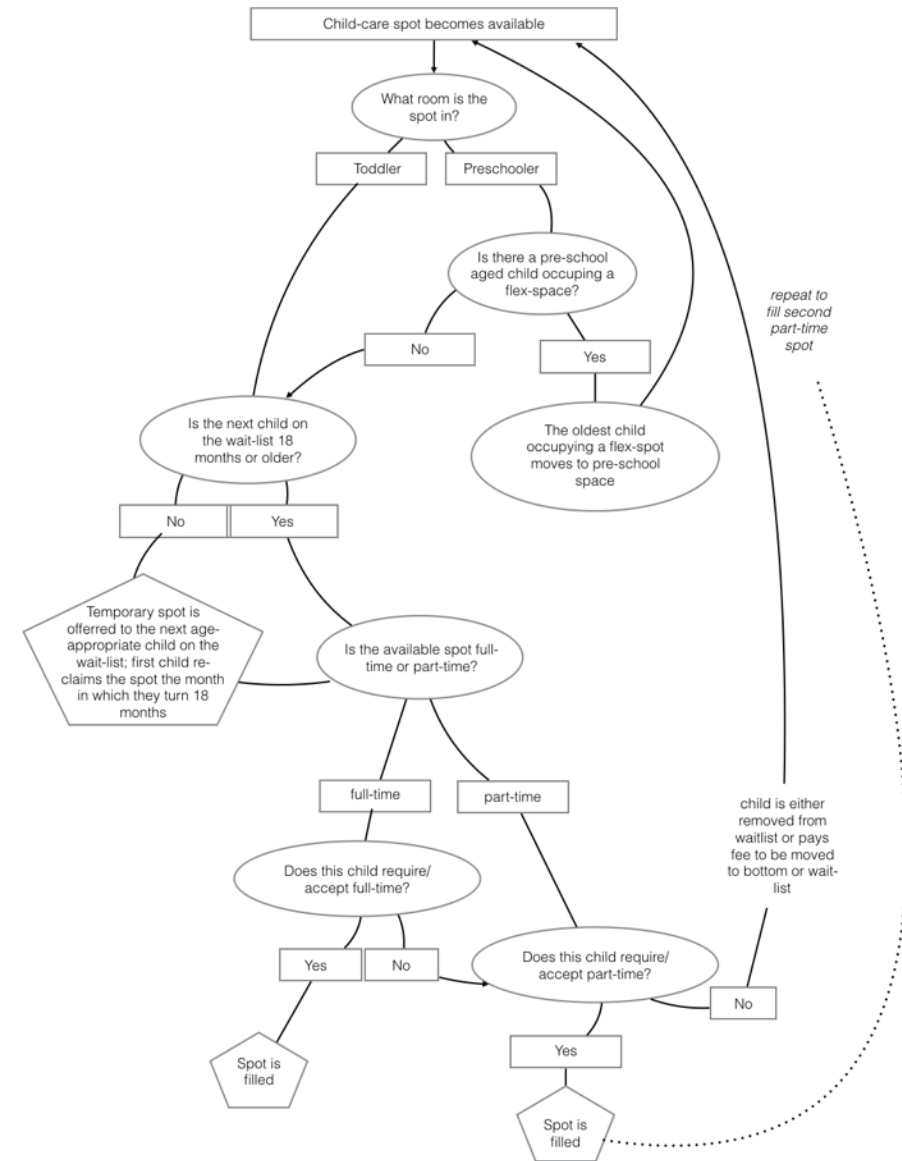 Child-care spot becomes available
What room is the
spot in?
Toddler
Preschooler
Is there a pre-school
aged child occuping a
flex-space?
repeat to
fill second
part-time
spot
No
Yes
Is the next child on
the wait-list 18
months or older?
The oldest child
occupying a flex-spot
moves to pre-school
space
No
Yes
Temporary spot is
oferred to the next age-
appropriate child on the
wait-list; first child re-
claims the spot the month
in which they turn 18
months
Is the available spot full-
time or part-time?
full-time
part-time
child is either
removed from
waitlist or pays
fee to be moved
to bottom or wait-
list
Does this child require/
accept full-time?
Yes
No
Does this child require/
accept part-time?
No
Yes
Spot is
filled
Spot is
filled